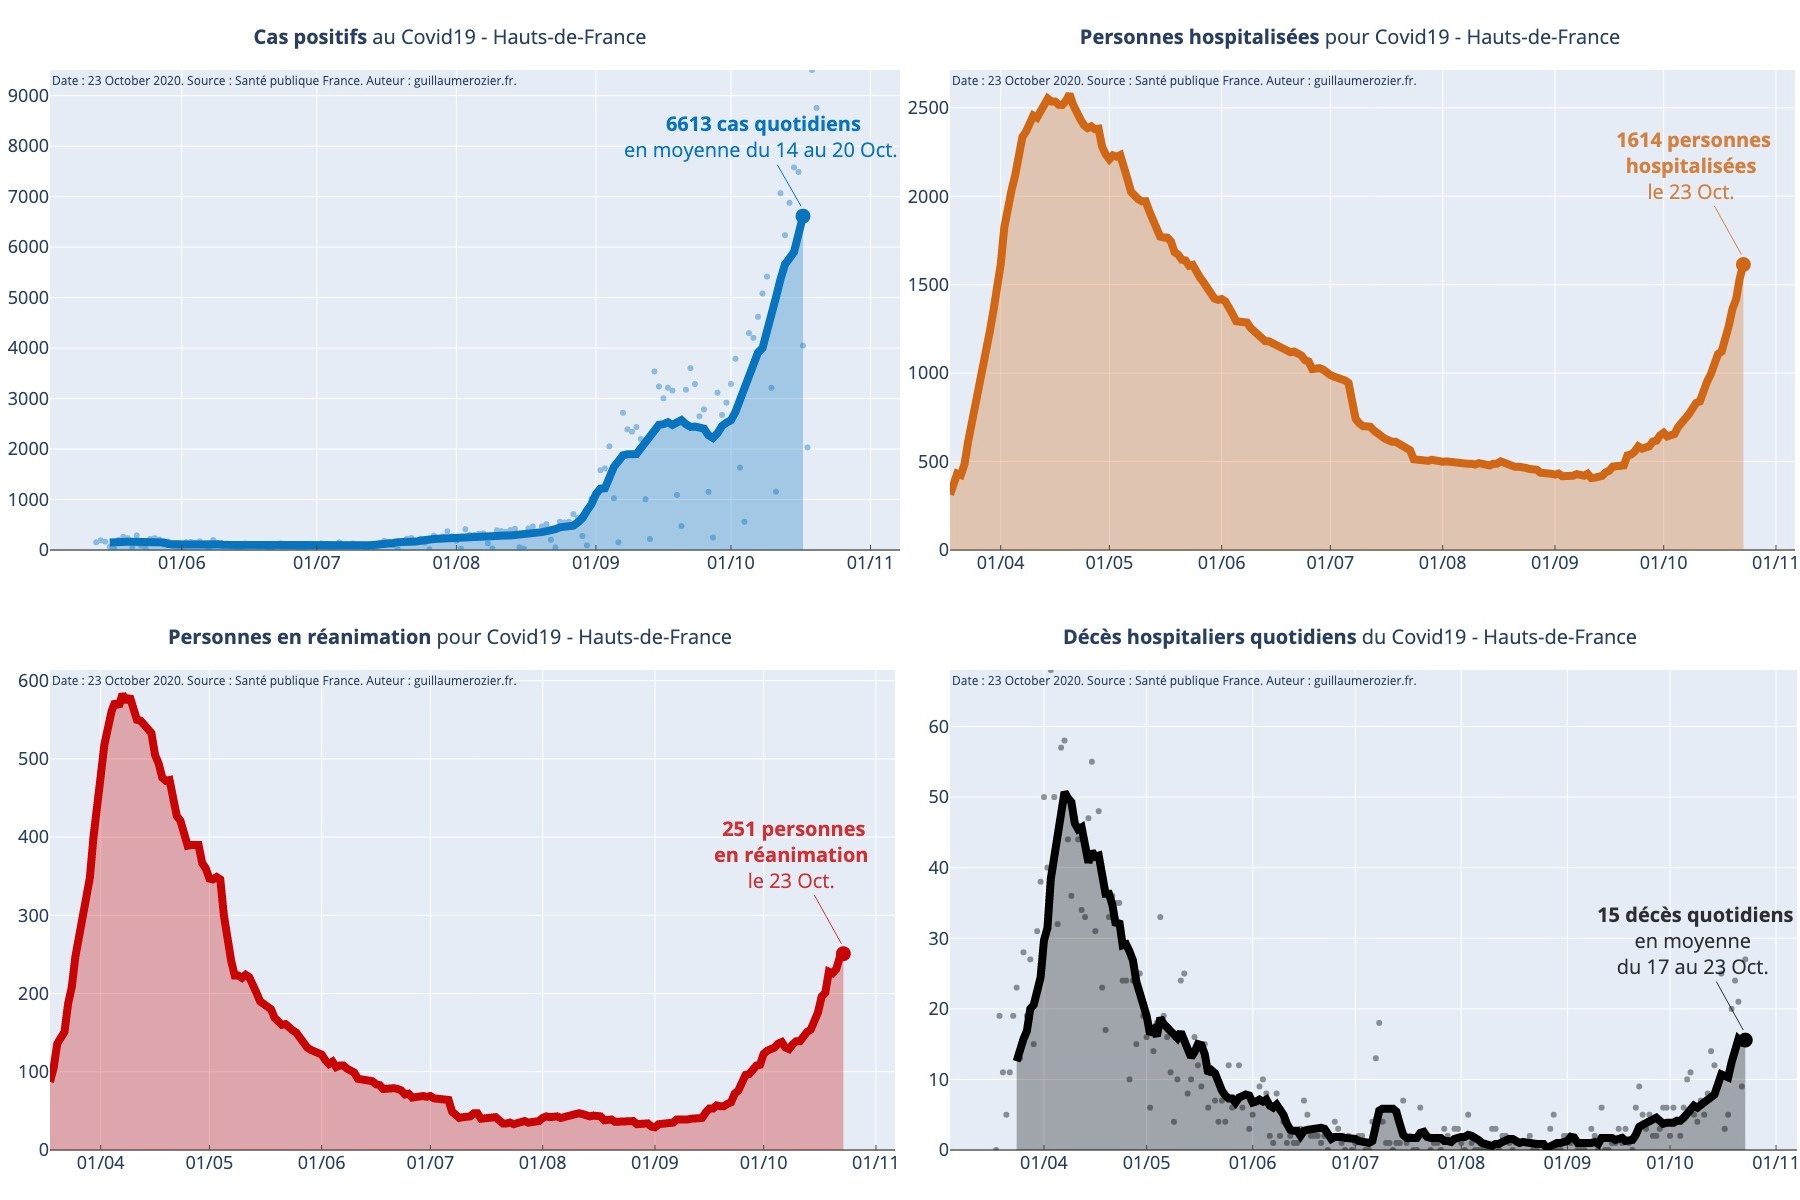 Cas positifs au Covid19 - Hauts-de-France
Date : 23 October 2020. Source : Santé publique France. Auteur : guillaumerozier.fr.
9000
8000
7000
6000
5000
4000
3000
2000
1000
0
6613 cas quotidiens
en moyenne du 14 au 20 Oct.
01/06 01/07 01/08 01/09 01/10 01/11
Personnes hospitalisées pour Covid19 - Hauts-de-France
Date : 23 October 2020. Source : Santé publique France. Auteur : guillaumerozier.fr.
2500
2000
1500
1000
500
0
1614 personnes
hospitalisées
le 23 Oct.
01/04 01/05 01/06 01/07 01/08 01/09 01/10 01/11
Personnes en réanimation pour Covid19 - Hauts-de-France
Date : 23 October 2020. Source : Santé publique France. Auteur : guillaumerozier.fr.
600
500
400
300
200
100
0
251 personnes
en réanimation
le 23 Oct.
01/04 01/05 01/06 01/07 01/08 01/09 01/10 01/11
Décès hospitaliers quotidiens du Covid19 - Hauts-de-France
Date : 23 October 2020. Source : Santé publique France. Auteur : guillaumerozier.fr.
60
50
40
30
20
10
0
15 décès quotidiens
en moyenne
du 17 au 23 Oct.
01/04 01/05 01/06 01/07 01/08 01/09 01/10 01/11